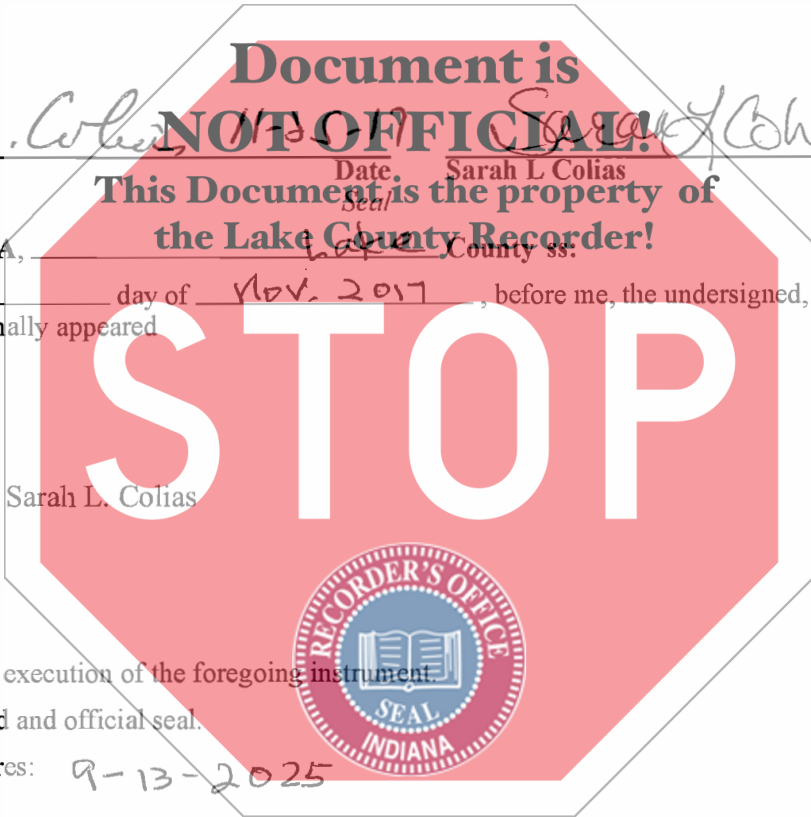 Document is
NOT OFFICIAL!
Date Sarah L Colias
This Document is the property of
Seal
the Lake County Recorder!
A, Lake County ss:
day of Nov. 2017, before me, the undersigned,
nally appeared
STOP
Sarah L. Colias
RECORDER'S OFFICE
SEAL
INDIANA
execution of the foregoing instrument.
d and official seal.
res: 9-13-2025